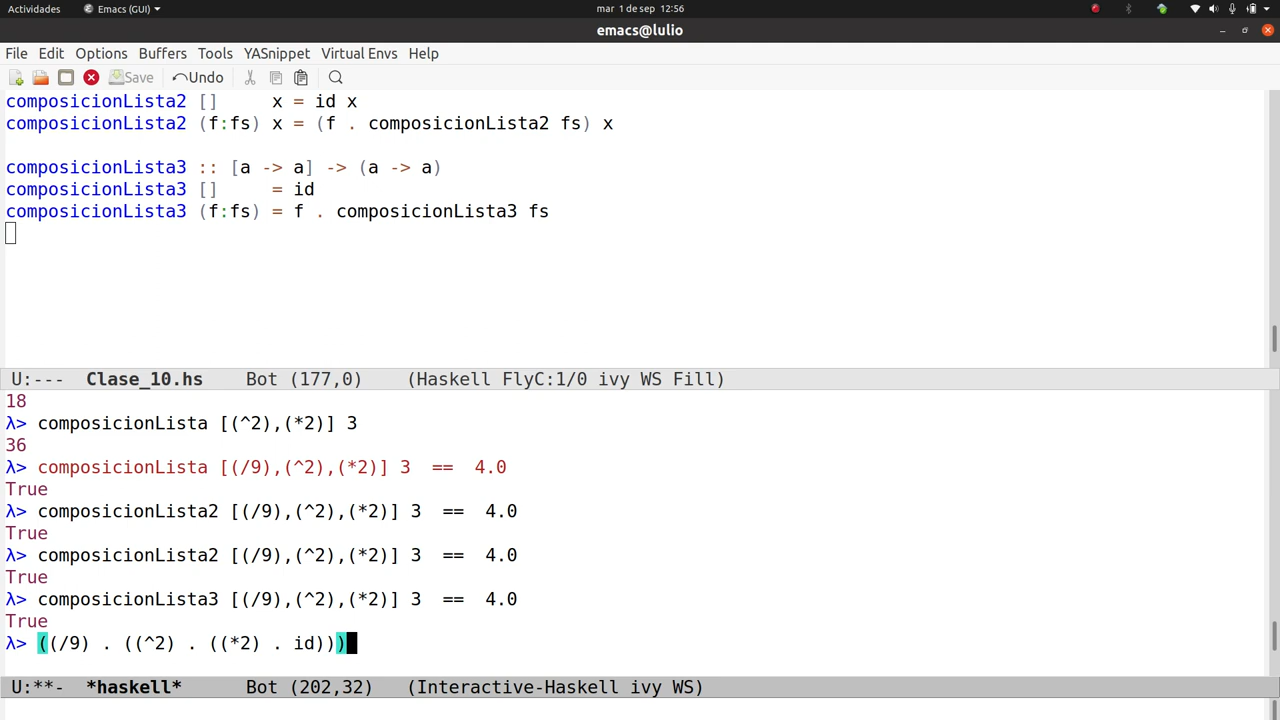 Actividades Emacs (GUI) mar 1 de sep 12:56
emacs@lulio
File Edit Options Buffers Tools YASnippet Virtual Envs Help
Save Undo
composicionLista2 []     x = id x
composicionLista2 (f:fs) x = (f . composicionLista2 fs) x
composicionLista3 :: [a -> a] -> (a -> a)
composicionLista3 []     = id
composicionLista3 (f:fs) = f . composicionLista3 fs
U:--- Clase_10.hs Bot (177,0) (Haskell FlyC:1/0 ivy WS Fill)
18
λ> composicionLista [(^2),(*2)] 3
36
λ> composicionLista [(/9),(^2),(*2)] 3  ==  4.0
True
λ> composicionLista2 [(/9),(^2),(*2)] 3  ==  4.0
True
λ> composicionLista2 [(/9),(^2),(*2)] 3  ==  4.0
True
λ> composicionLista3 [(/9),(^2),(*2)] 3  ==  4.0
True
λ> ((/9) . ((^2) . ((*2) . id)))
U:**- *haskell* Bot (202,32) (Interactive-Haskell ivy WS)